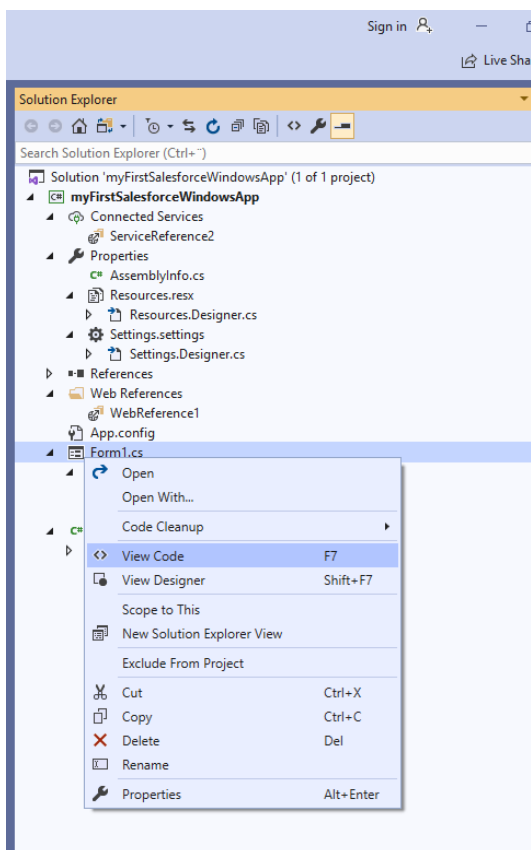 Sign in
Live Sha
Solution Explorer
Search Solution Explorer (Ctrl+¨)
Solution 'myFirstSalesforceWindowsApp' (1 of 1 project)
C# myFirstSalesforceWindowsApp
Connected Services
ServiceReference2
Properties
C# AssemblyInfo.cs
Resources.resx
Resources.Designer.cs
Settings.settings
Settings.Designer.cs
References
Web References
WebReference1
App.config
Form1.cs
Open
Open With...
Code Cleanup
C#
View Code F7
View Designer Shift+F7
Scope to This
New Solution Explorer View
Exclude From Project
Cut Ctrl+X
Copy Ctrl+C
Delete Del
Rename
Properties Alt+Enter